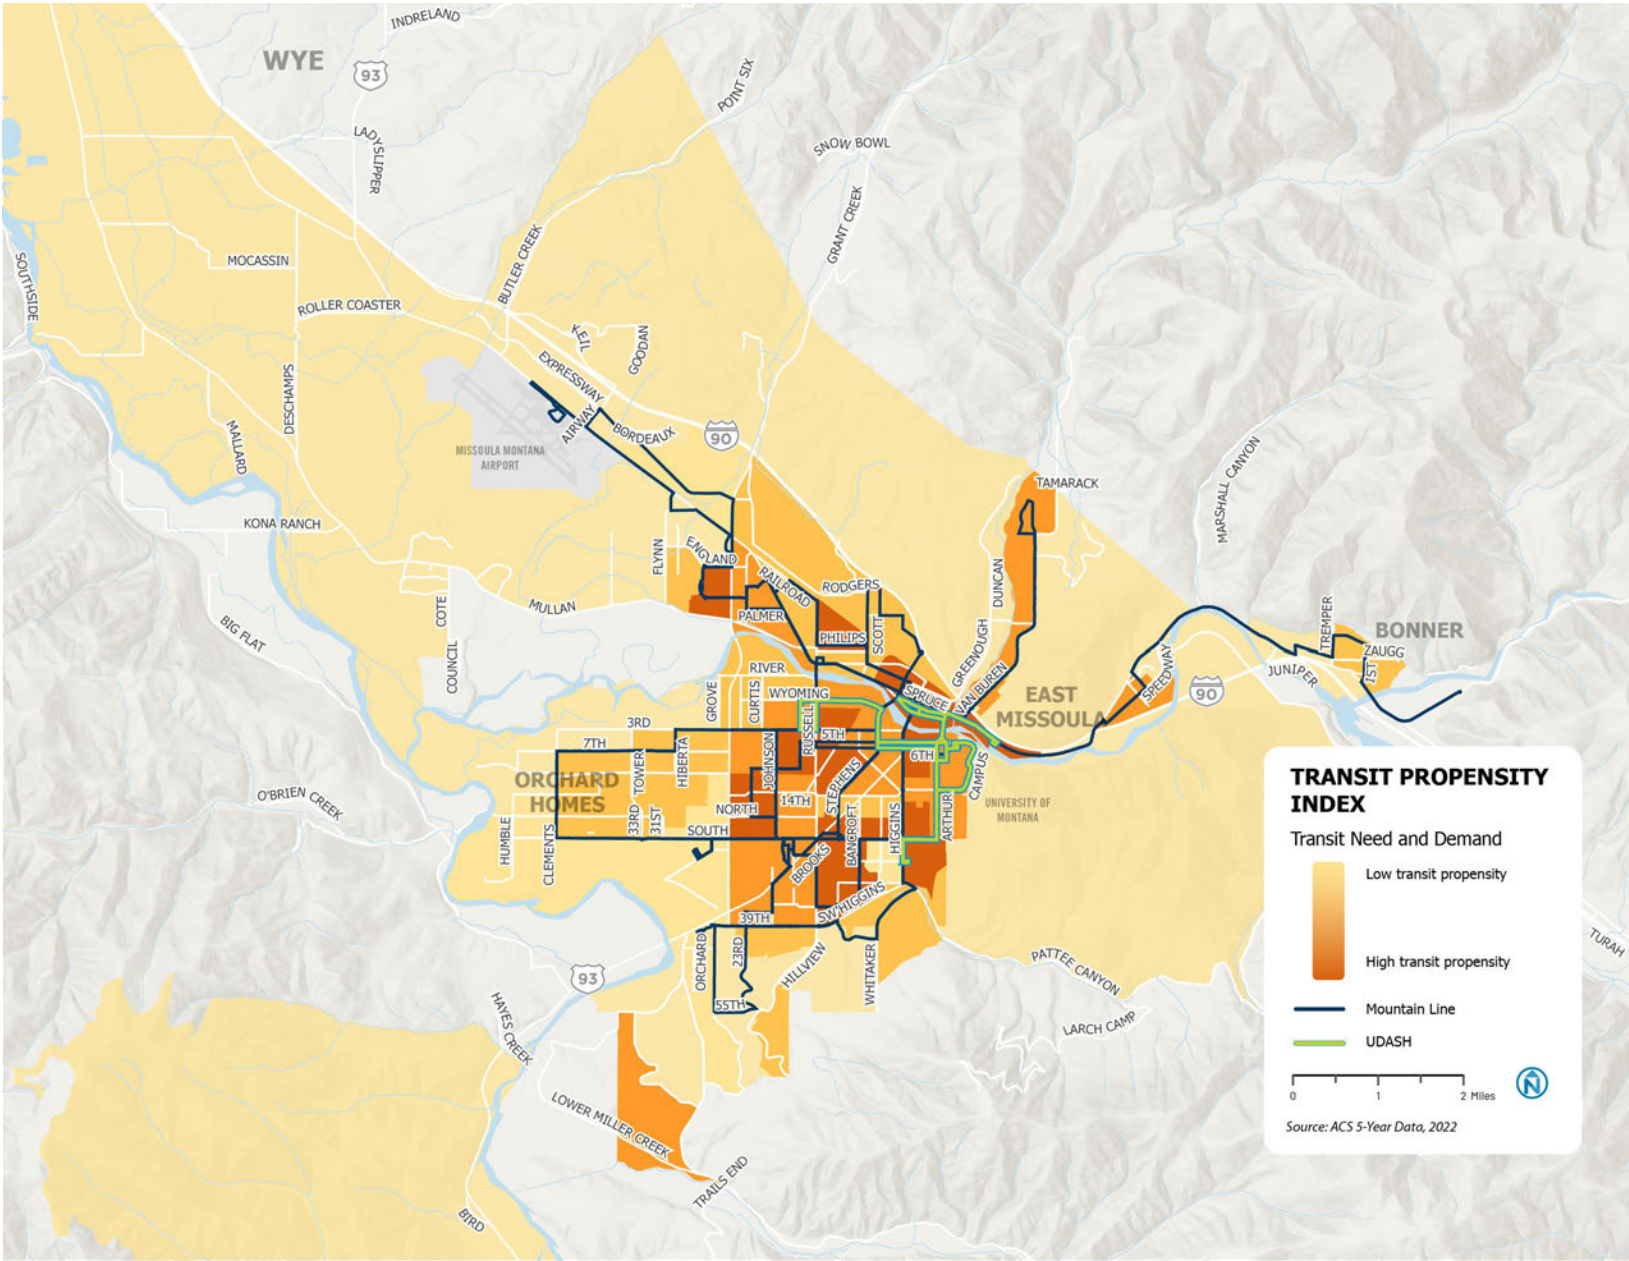 INDRELAND
WYE
93
POINT SIX
LADYSLIPPER
SNOW BOWL
GRANT CREEK
BUTLER CREEK
MOCASSIN
SOUTHSIDE
ROLLER COASTER
KEIL
GOODAN
EXPRESSWAY
DESCHAMPS
AIRWAY
BORDEAUX
90
MALLARD
MISSOULA MONTANA
AIRPORT
MARSHALL CANYON
TAMARACK
KONA RANCH
FLYNN
ENGLAND
RAILROAD
RODGERS
DUNCAN
COTE
MULLAN
PALMER
PHILIPS
SCOTT
BIG FLAT
COUNCIL
GREENOUGH
TREMPER
BONNER
ZAUGG
1ST
JUNIPER
SPEEDWAY
90
RIVER
VAN BUREN
EAST
MISSOULA
GROVE
CURTIS
WYOMING
SPRUCE
RUSSELL
3RD
5TH
7TH
6TH
TOWER
HIBERTA
JOHNSON
STEPHENS
CAMPUS
ORCHARD
HOMES
O'BRIEN CREEK
NORTH
14TH
33RD
31ST
SOUTH
BANCROFT
HIGGINS
ARTHUR
UNIVERSITY OF
MONTANA
HUMBLE
CLEMENTS
BROOKS
SW HIGGINS
39TH
ORCHARD
23RD
HILLVIEW
WHITAKER
PATTEE CANYON
TURAH
93
55TH
HAYES CREEK
LARCH CAMP
LOWER MILLER CREEK
TRAILS END
BIRD
TRANSIT PROPENSITY
INDEX
Transit Need and Demand
Low transit propensity
High transit propensity
Mountain Line
UDASH
0 1 2 Miles
N
Source: ACS 5-Year Data, 2022